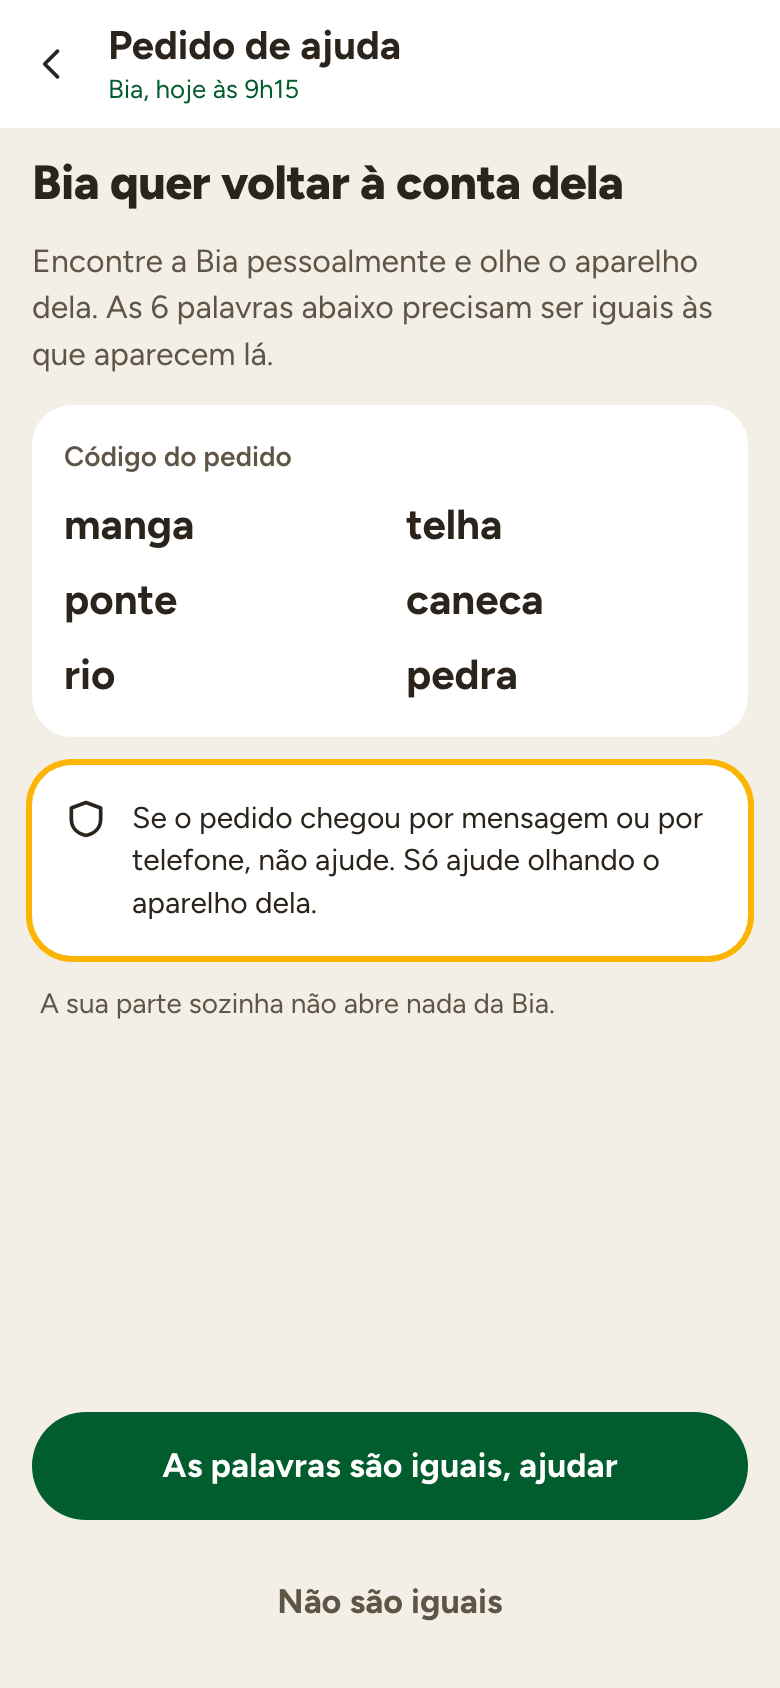 Pedido de ajuda
Bia, hoje às 9h15
Bia quer voltar à conta dela
Encontre a Bia pessoalmente e olhe o aparelho
dela. As 6 palavras abaixo precisam ser iguais às
que aparecem lá.
Código do pedido
manga telha
ponte caneca
rio pedra
Se o pedido chegou por mensagem ou por
telefone, não ajude. Só ajude olhando o
aparelho dela.
A sua parte sozinha não abre nada da Bia.
As palavras são iguais, ajudar
Não são iguais